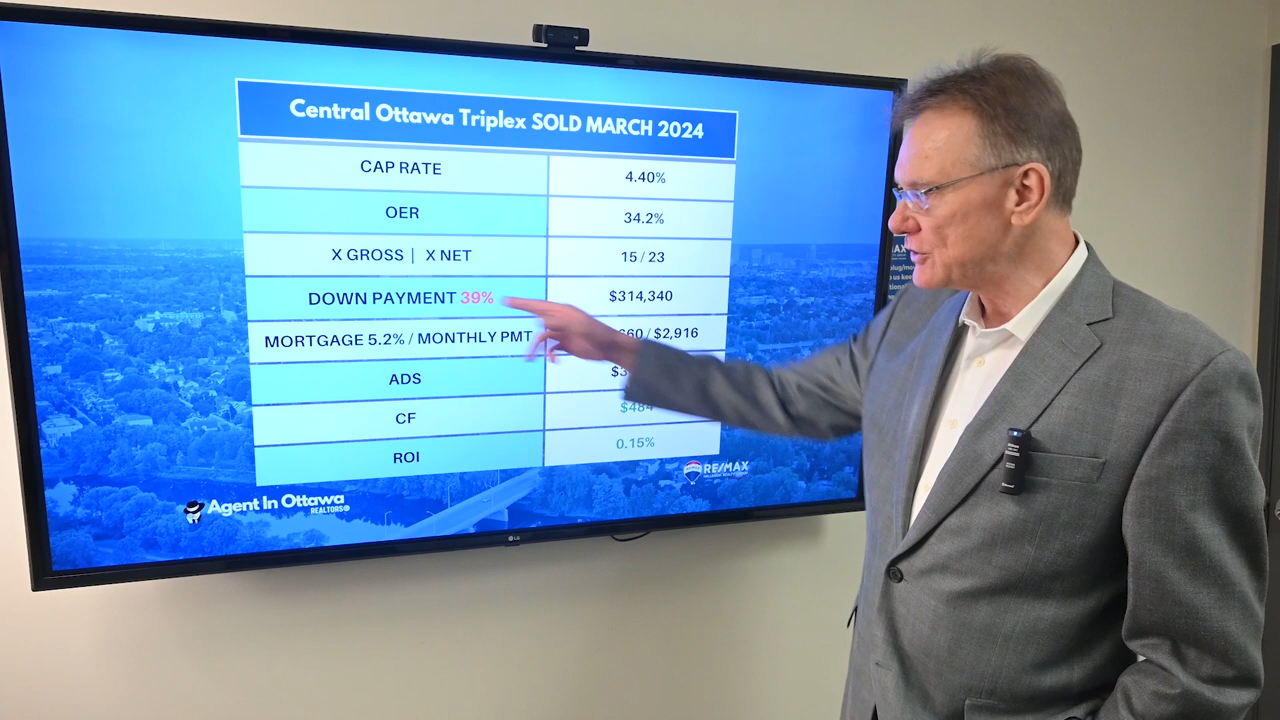 Central Ottawa Triplex SOLD MARCH 2024
CAP RATE 4.40%
OER 34.2%
X GROSS | X NET 15 / 23
DOWN PAYMENT 39% $314,340
MORTGAGE 5.2% / MONTHLY PMT 660 / $2,916
ADS
CF $484
ROI 0.15%
Agent In Ottawa
REALTORS®
RE/MAX
LG